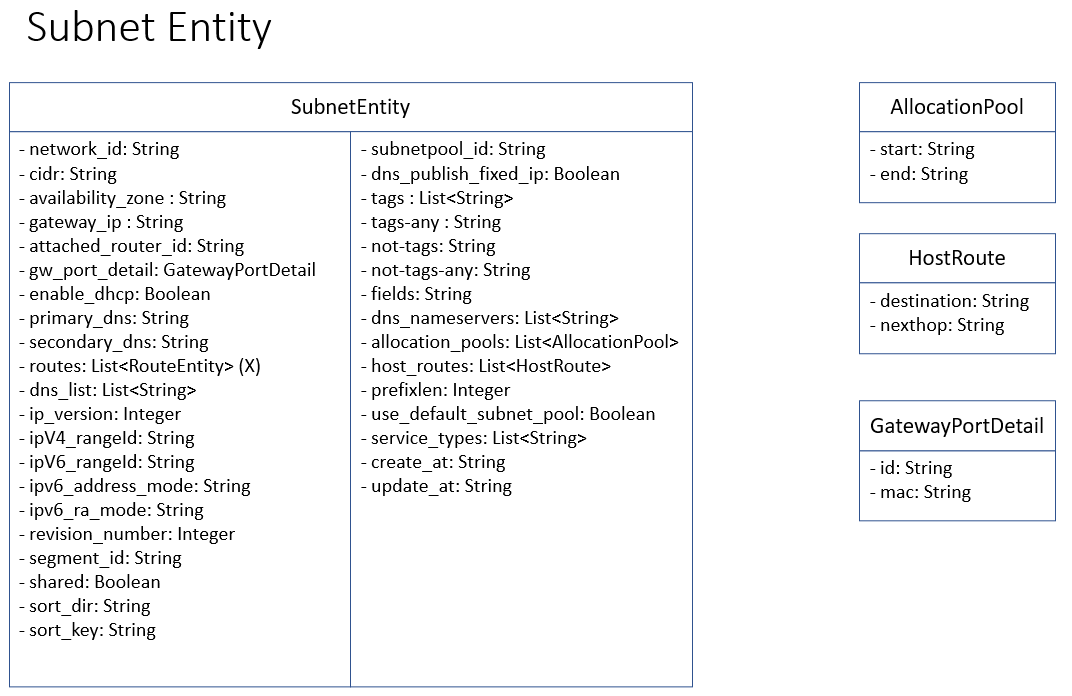 Subnet Entity
SubnetEntity
- network_id: String
- cidr: String
- availability_zone : String
- gateway_ip : String
- attached_router_id: String
- gw_port_detail: GatewayPortDetail
- enable_dhcp: Boolean
- primary_dns: String
- secondary_dns: String
- routes: List<RouteEntity> (X)
- dns_list: List<String>
- ip_version: Integer
- ipV4_rangeId: String
- ipV6_rangeId: String
- ipv6_address_mode: String
- ipv6_ra_mode: String
- revision_number: Integer
- segment_id: String
- shared: Boolean
- sort_dir: String
- sort_key: String
- subnetpool_id: String
- dns_publish_fixed_ip: Boolean
- tags : List<String>
- tags-any : String
- not-tags: String
- not-tags-any: String
- fields: String
- dns_nameservers: List<String>
- allocation_pools: List<AllocationPool>
- host_routes: List<HostRoute>
- prefixlen: Integer
- use_default_subnet_pool: Boolean
- service_types: List<String>
- create_at: String
- update_at: String
AllocationPool
- start: String
- end: String
HostRoute
- destination: String
- nexthop: String
GatewayPortDetail
- id: String
- mac: String